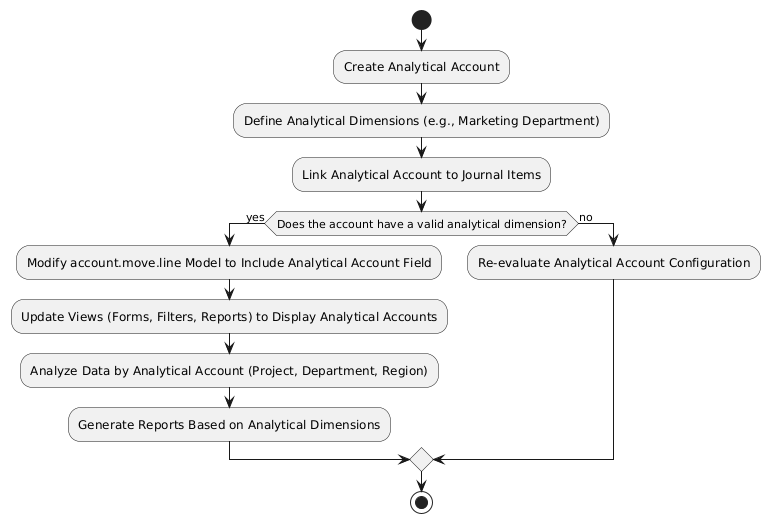 Create Analytical Account
Define Analytical Dimensions (e.g., Marketing Department)
Link Analytical Account to Journal Items
yes
Does the account have a valid analytical dimension?
no
Modify account.move.line Model to Include Analytical Account Field
Re-evaluate Analytical Account Configuration
Update Views (Forms, Filters, Reports) to Display Analytical Accounts
Analyze Data by Analytical Account (Project, Department, Region)
Generate Reports Based on Analytical Dimensions